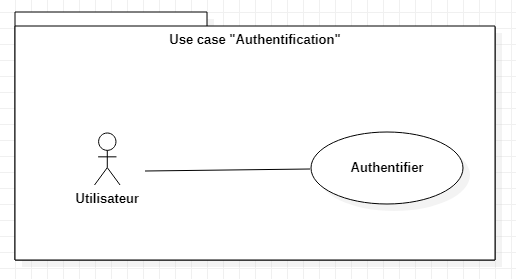 Use case "Authentification"
Authentifier
Utilisateur